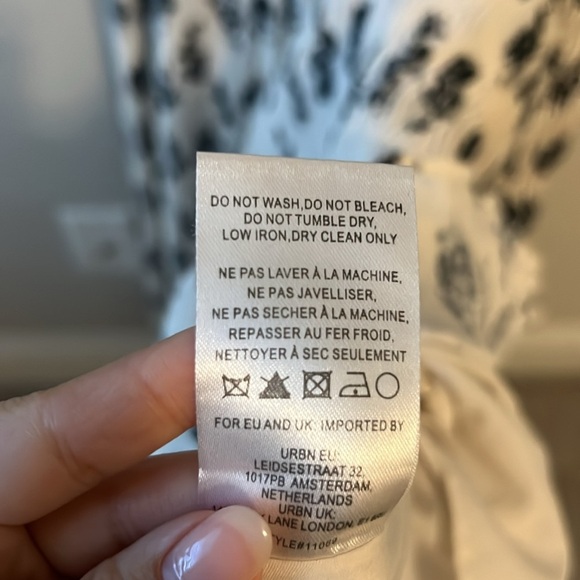 DO NOT WASH,DO NOT BLEACH,
DO NOT TUMBLE DRY,
LOW IRON,DRY CLEAN ONLY
NE PAS LAVER À LA MACHINE,
NE PAS JAVELLISER,
NE PAS SECHER À LA MACHINE,
REPASSER AU FER FROID,
NETTOYER À SEC SEULEMENT
FOR EU AND UK: IMPORTED BY
URBN EU:
LEIDSESTRAAT 32,
1017PB AMSTERDAM,
NETHERLANDS
URBN UK:
LANE LONDON,